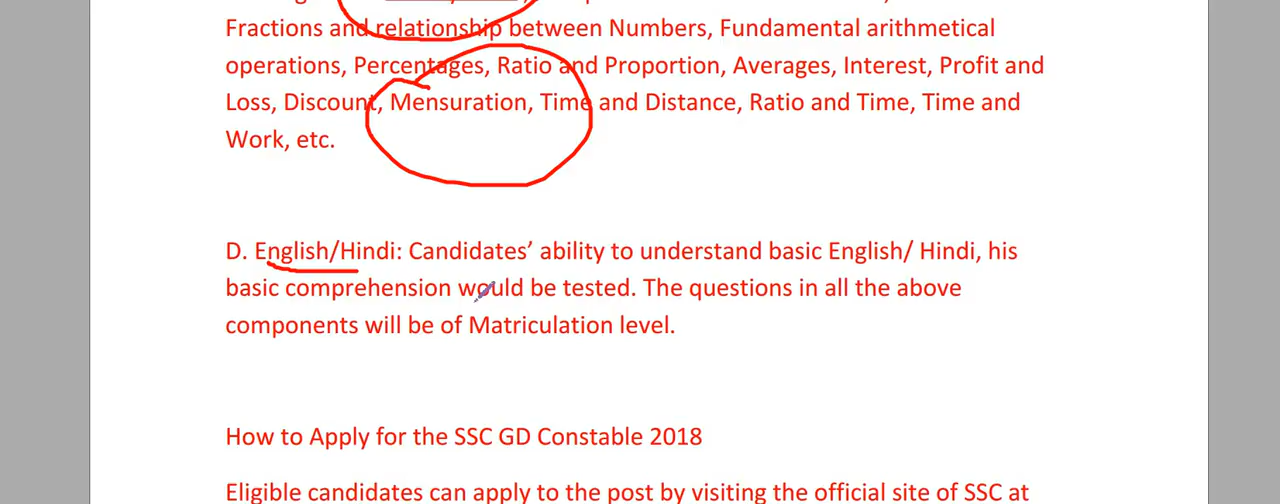 Fractions and relationship between Numbers, Fundamental arithmetical
operations, Percentages, Ratio and Proportion, Averages, Interest, Profit and
Loss, Discount, Mensuration, Time and Distance, Ratio and Time, Time and
Work, etc.
D. English/Hindi: Candidates’ ability to understand basic English/ Hindi, his
basic comprehension would be tested. The questions in all the above
components will be of Matriculation level.
How to Apply for the SSC GD Constable 2018
Eligible candidates can apply to the post by visiting the official site of SSC at